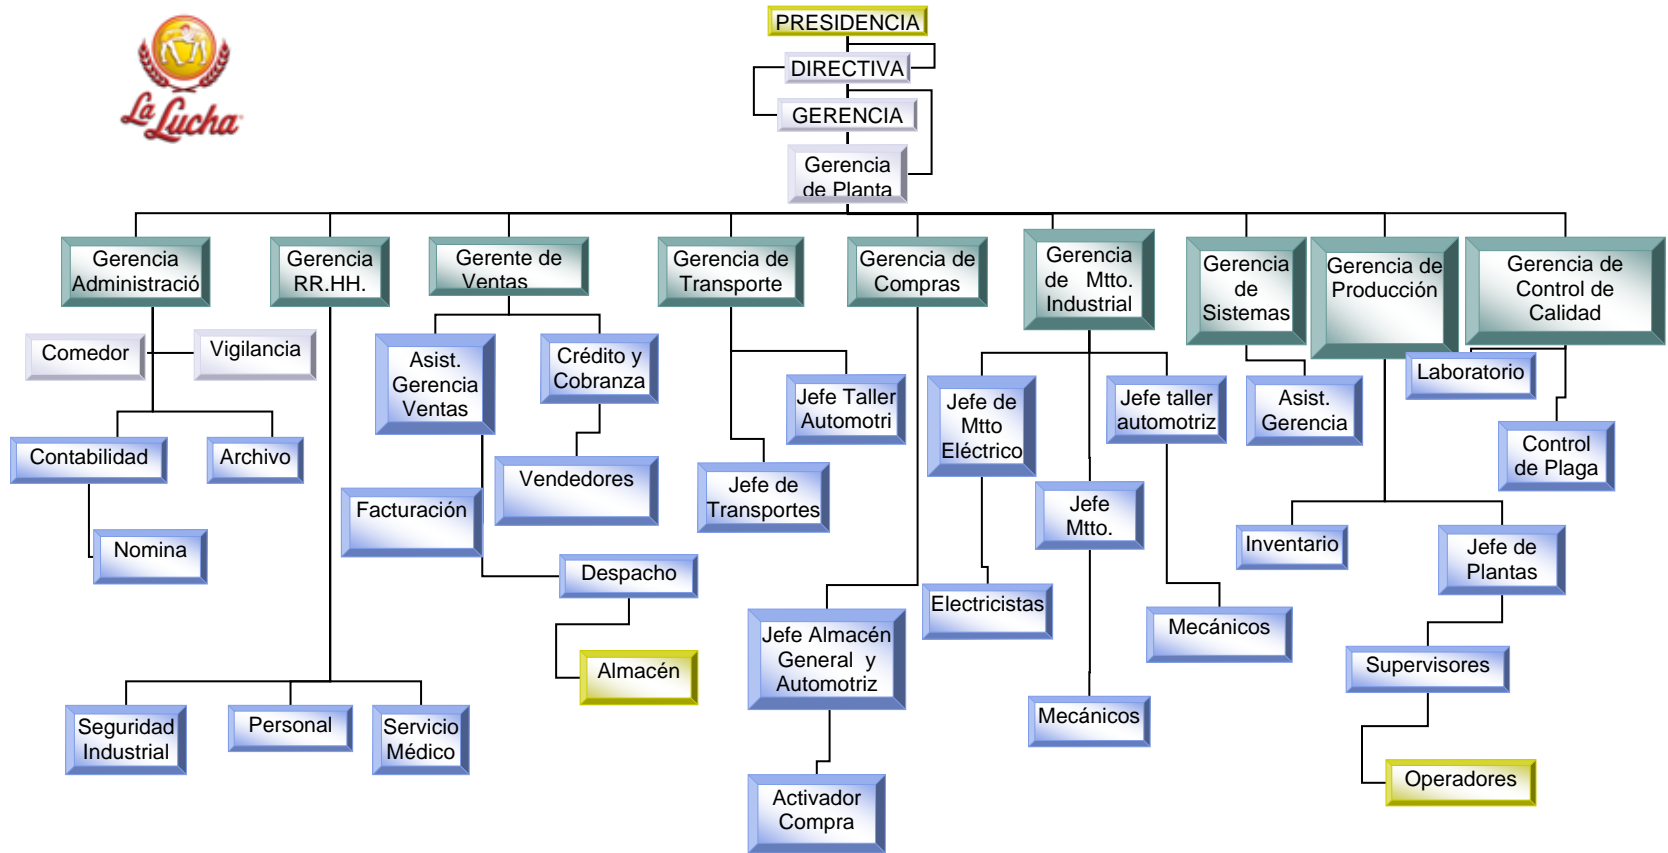 La
Lucha
PRESIDENCIA
DIRECTIVA
GERENCIA
Gerencia
de Planta
Gerencia
Administració
Gerencia
RR.HH.
Gerente de
Ventas
Gerencia de
Transporte
Gerencia de
Compras
Gerencia
de Mtto.
Industrial
Gerencia
de
Sistemas
Gerencia de
Producción
Gerencia de
Control de
Calidad
Comedor
Vigilancia
Asist.
Gerencia
Ventas
Crédito y
Cobranza
Jefe Taller
Automotri
Jefe de
Mtto
Eléctrico
Jefe taller
automotriz
Asist.
Gerencia
Laboratorio
Contabilidad
Archivo
Vendedores
Jefe de
Transportes
Control
de Plaga
Facturación
Jefe
Mtto.
Nomina
Despacho
Inventario
Jefe de
Plantas
Electricistas
Mecánicos
Almacén
Jefe Almacén
General y
Automotriz
Supervisores
Seguridad
Industrial
Personal
Servicio
Médico
Mecánicos
Activador
Compra
Operadores